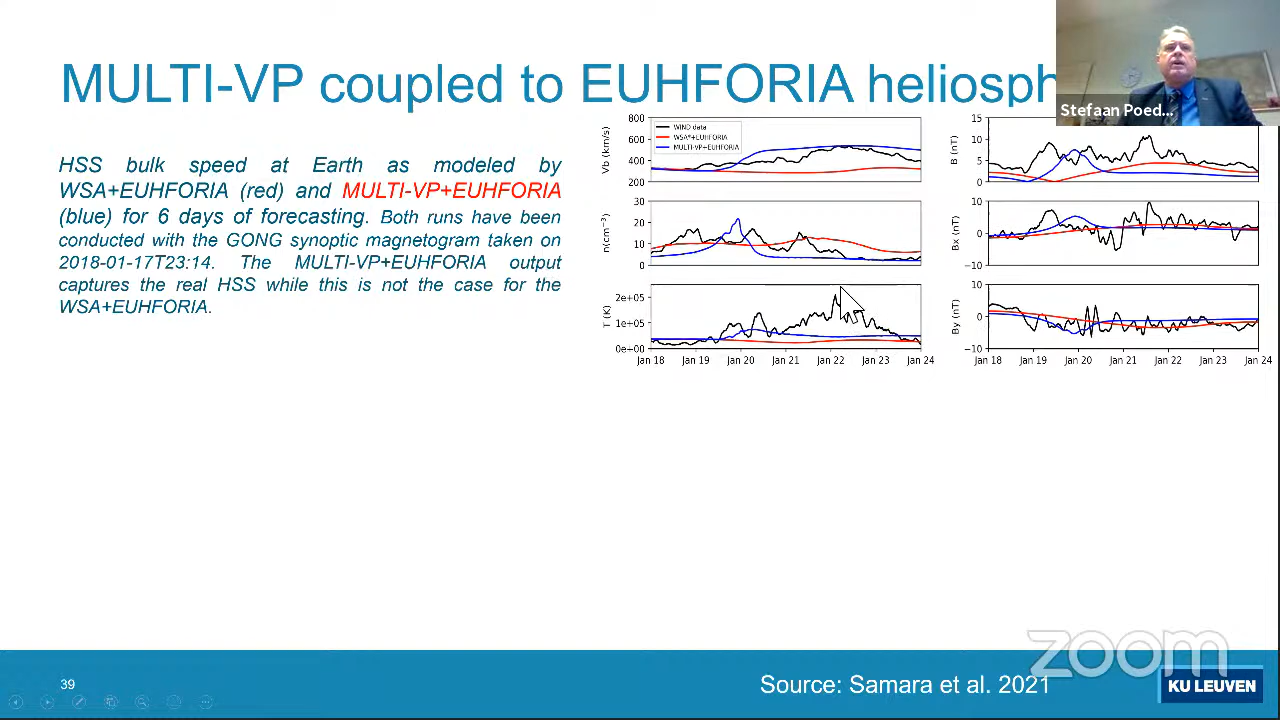 MULTI-VP coupled to EUHFORIA heliosph
Stefaan Poed...
HSS bulk speed at Earth as modeled by
WSA+EUHFORIA (red) and MULTI-VP+EUHFORIA
(blue) for 6 days of forecasting. Both runs have been
conducted with the GONG synoptic magnetogram taken on
2018-01-17T23:14. The MULTI-VP+EUHFORIA output
captures the real HSS while this is not the case for the
WSA+EUHFORIA.
800
600
400
200
Vb (km/s)
WIND data
WSA*+EUHFORIA
MULTI-VP+EUHFORIA
30
20
10
0
n(cm⁻³)
2e+05
1e+05
0e+00
T (K)
Jan 18 Jan 19 Jan 20 Jan 21 Jan 22 Jan 23 Jan 24
15
10
5
0
B (nT)
10
0
−10
Bx (nT)
10
0
−10
By (nT)
Jan 18 Jan 19 Jan 20 Jan 21 Jan 22 Jan 23 Jan 24
zoom
39
Source: Samara et al. 2021
KU LEUVEN